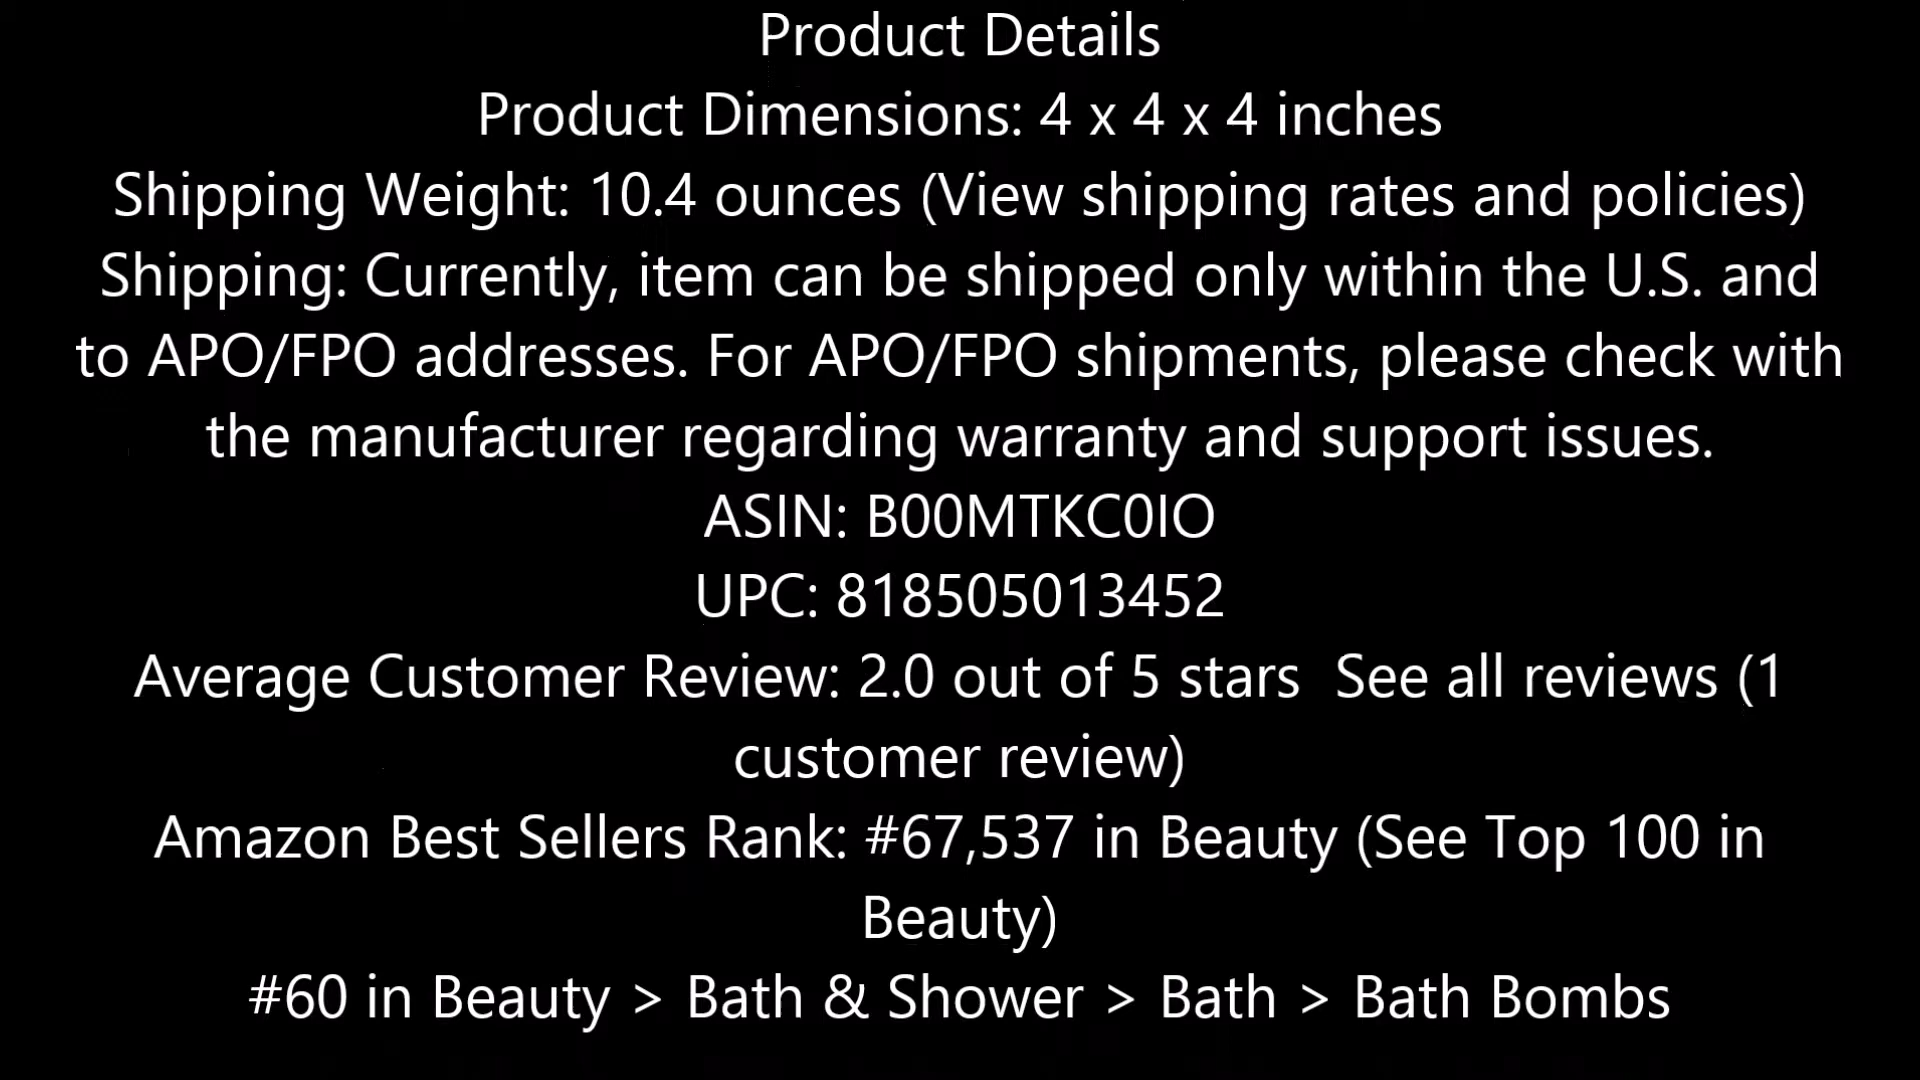 Product Details
Product Dimensions: 4 x 4 x 4 inches
Shipping Weight: 10.4 ounces (View shipping rates and policies)
Shipping: Currently, item can be shipped only within the U.S. and
to APO/FPO addresses. For APO/FPO shipments, please check with
the manufacturer regarding warranty and support issues.
ASIN: B00MTKC0IO
UPC: 818505013452
Average Customer Review: 2.0 out of 5 stars  See all reviews (1
customer review)
Amazon Best Sellers Rank: #67,537 in Beauty (See Top 100 in
Beauty)
#60 in Beauty > Bath & Shower > Bath > Bath Bombs